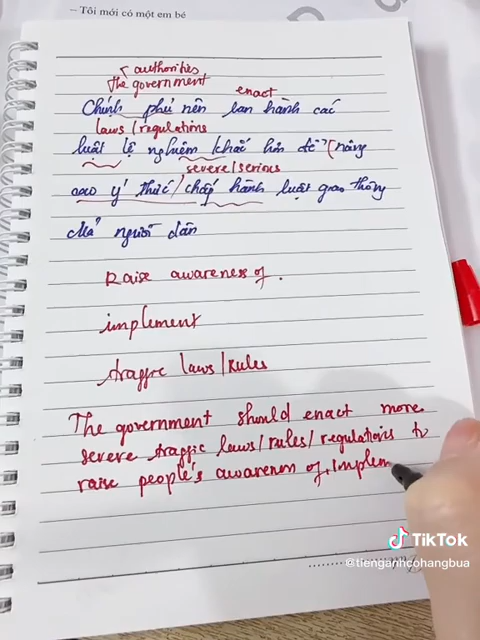 – Tôi mới có một em bé
authorities
The government
enact
Chính phủ nên ban hành các
laws/regulations
luật lệ nghiêm khắc hơn để (nâng
severe/serious
cao ý thức/chấp hành luật giao thông
của người dân
Raise awareness of.
implement
traffic laws/rules
The government should enact more
severe traffic laws/rules/regulations to
raise people's awareness of, implem
TikTok
@tienganhcohangbua